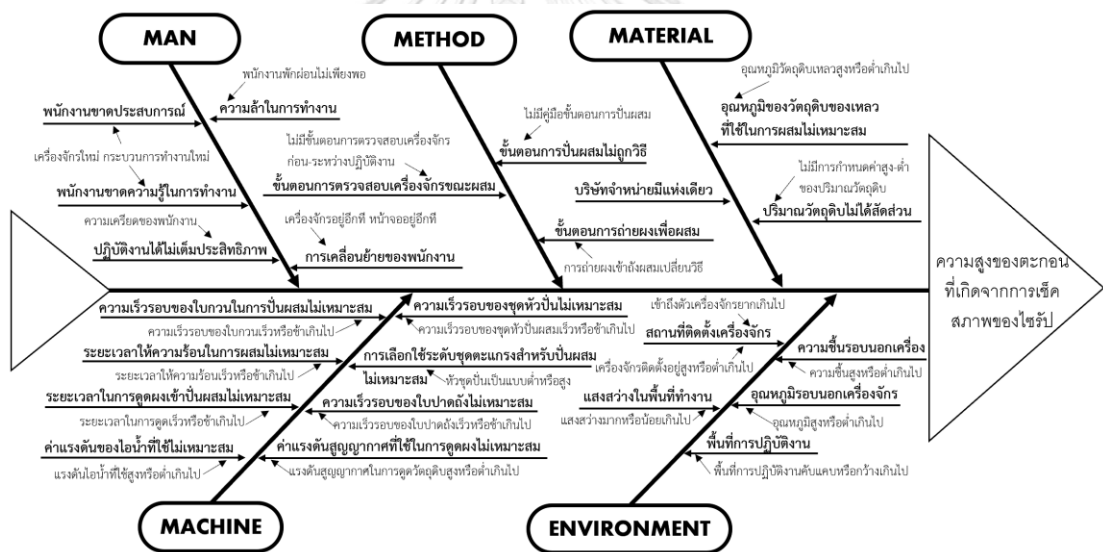 MAN
METHOD
MATERIAL
พนักงานพักผ่อนไม่เพียงพอ
พนักงานขาดประสบการณ์
ความล้าในการทำงาน
เครื่องจักรใหม่ กระบวนการทำงานใหม่
พนักงานขาดความรู้ในการทำงาน
ความเครียดของพนักงาน
ปฏิบัติงานได้ไม่เต็มประสิทธิภาพ
เครื่องจักรอยู่อีกที่ หน้าจออยู่อีกที่
การเคลื่อนย้ายของพนักงาน
ไม่มีคู่มือขั้นตอนการปั่นผสม
ขั้นตอนการปั่นผสมไม่ถูกวิธี
ไม่มีขั้นตอนการตรวจสอบเครื่องจักร
ก่อน-ระหว่างปฏิบัติงาน
ขั้นตอนการตรวจสอบเครื่องจักรขณะผสม
ขั้นตอนการถ่ายผงเพื่อผสม
การถ่ายผงเข้าถังผสมเปลี่ยนวิธี
อุณหภูมิวัตถุดิบเหลวสูงหรือต่ำเกินไป
อุณหภูมิของวัตถุดิบของเหลว
ที่ใช้ในการผสมไม่เหมาะสม
บริษัทจำหน่ายมีแห่งเดียว
ไม่มีการกำหนดค่าสูง-ต่ำ
ของปริมาณวัตถุดิบ
ปริมาณวัตถุดิบไม่ได้สัดส่วน
ความสูงของตะกอน
ที่เกิดจากการเซ็ต
สภาพของไซรัป
ความเร็วรอบของใบกวนในการปั่นผสมไม่เหมาะสม
ความเร็วรอบของใบกวนเร็วหรือช้าเกินไป
ความเร็วรอบของชุดหัวปั่นไม่เหมาะสม
ความเร็วรอบของชุดหัวปั่นผสมเร็วหรือช้าเกินไป
ระยะเวลาให้ความร้อนในการผสมไม่เหมาะสม
ระยะเวลาให้ความร้อนเร็วหรือช้าเกินไป
การเลือกใช้ระดับชุดตะแกรงสำหรับปั่นผสม
ไม่เหมาะสม
หัวชุดปั่นเป็นแบบต่ำหรือสูง
ระยะเวลาในการดูดผงเข้าปั่นผสมไม่เหมาะสม
ระยะเวลาในการดูดเร็วหรือช้าเกินไป
ความเร็วรอบของใบปาดถังไม่เหมาะสม
ความเร็วรอบของใบปาดถังเร็วหรือช้าเกินไป
ค่าแรงดันของไอน้ำที่ใช้ไม่เหมาะสม
แรงดันไอน้ำที่ใช้สูงหรือต่ำเกินไป
ค่าแรงดันสูญญากาศที่ใช้ในการดูดผงไม่เหมาะสม
แรงดันสูญญากาศในการดูดวัตถุดิบสูงหรือต่ำเกินไป
เข้าถึงตัวเครื่องจักรยากเกินไป
สถานที่ติดตั้งเครื่องจักร
เครื่องจักรติดตั้งอยู่สูงหรือต่ำเกินไป
ความชื้นรอบนอกเครื่อง
ความชื้นสูงหรือต่ำเกินไป
แสงสว่างในพื้นที่ทำงาน
แสงสว่างมากหรือน้อยเกินไป
อุณหภูมิรอบนอกเครื่องจักร
อุณหภูมิสูงหรือต่ำเกินไป
พื้นที่การปฏิบัติงาน
พื้นที่การปฏิบัติงานคับแคบหรือกว้างเกินไป
MACHINE
ENVIRONMENT